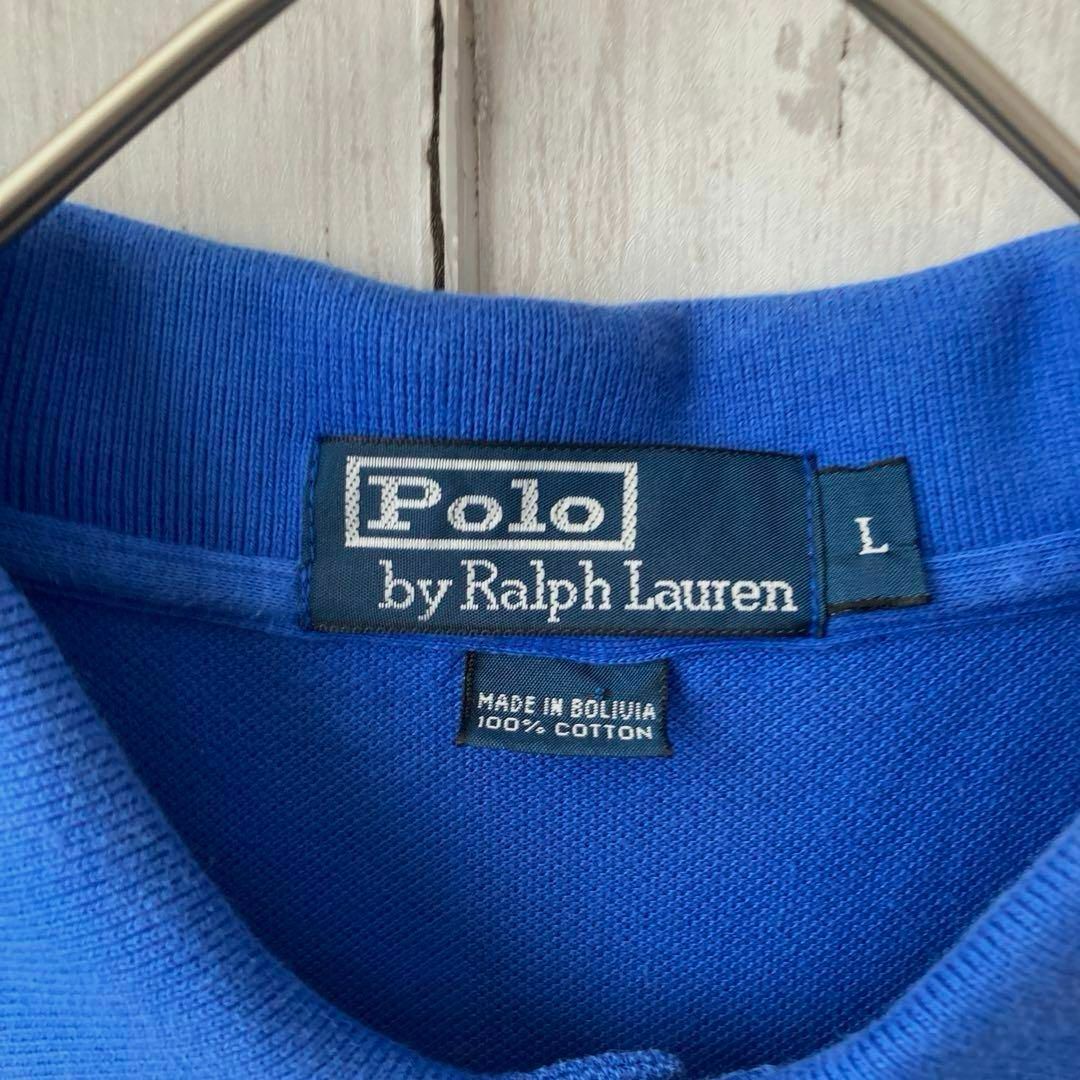 Polo
by Ralph Lauren
L
MADE IN BOLIVIA
100% COTTON